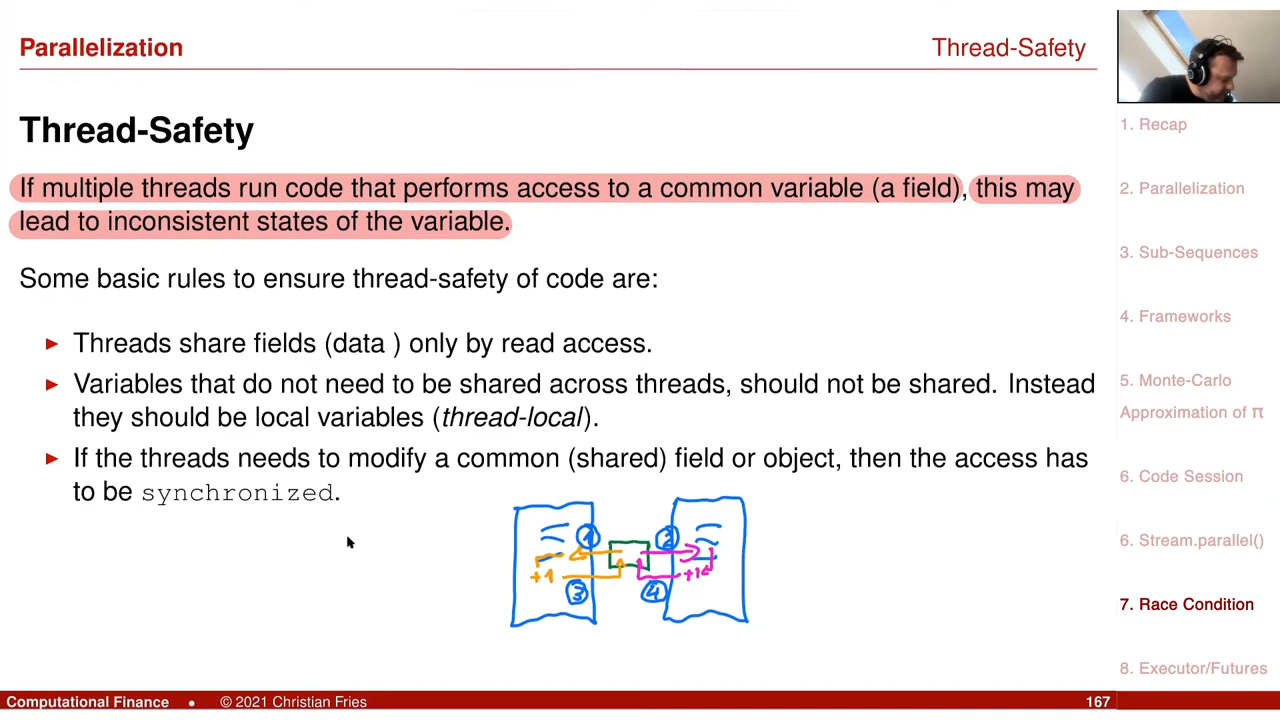 Parallelization
Thread-Safety
Thread-Safety
If multiple threads run code that performs access to a common variable (a field), this may
lead to inconsistent states of the variable.
Some basic rules to ensure thread-safety of code are:
► Threads share fields (data ) only by read access.
► Variables that do not need to be shared across threads, should not be shared. Instead
they should be local variables (thread-local).
► If the threads needs to modify a common (shared) field or object, then the access has
to be synchronized.
1 2
+1 +1
3 4
1. Recap
2. Parallelization
3. Sub-Sequences
4. Frameworks
5. Monte-Carlo
Approximation of π
6. Code Session
6. Stream.parallel()
7. Race Condition
8. Executor/Futures
Computational Finance • © 2021 Christian Fries 167